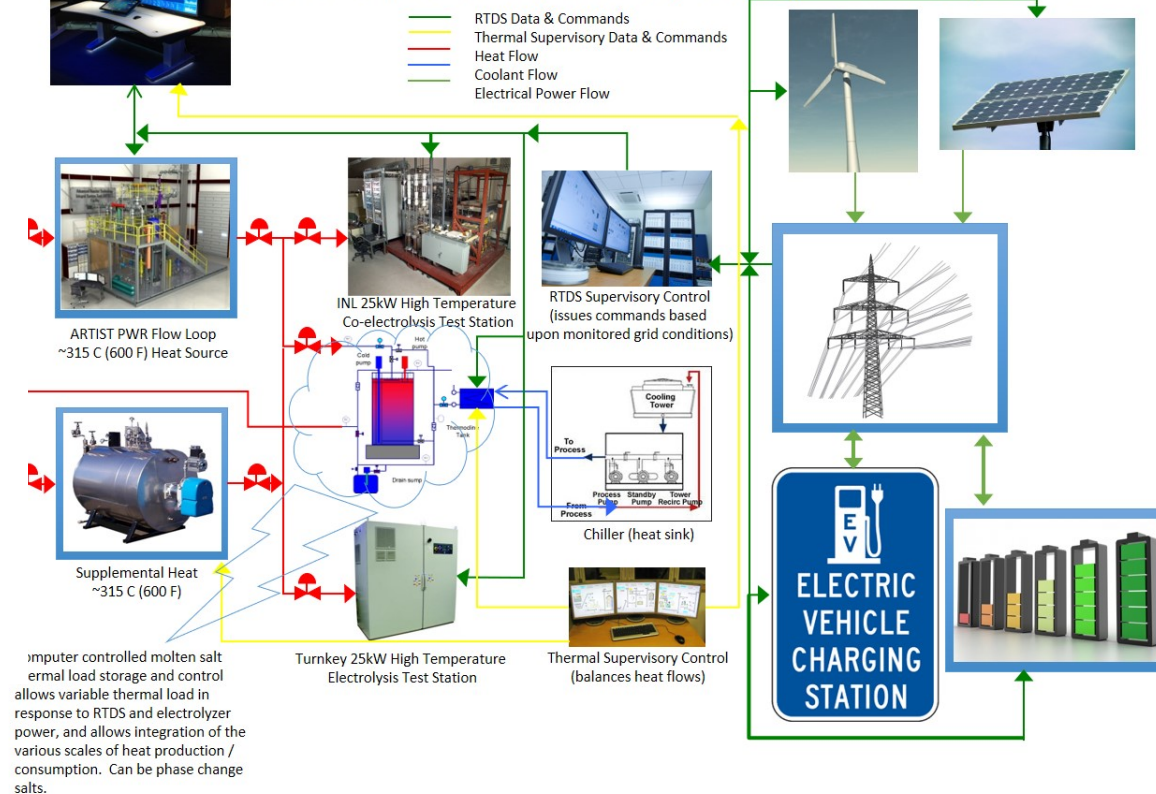 RTDS Data & Commands
Thermal Supervisory Data & Commands
Heat Flow
Coolant Flow
Electrical Power Flow
INL 25kW High Temperature
Co-electrolysis Test Station
RTDS Supervisory Control
(issues commands based
upon monitored grid conditions)
ARTIST PWR Flow Loop
~315 C (600 F) Heat Source
Cold
pump
Hot
pump
Tank
Drain sump
Cooling
Tower
To
Process
Process
Pump
Standby
Pump
Tower
Recirc Pump
From
Process
Chiller (heat sink)
Supplemental Heat
~315 C (600 F)
EV
ELECTRIC
VEHICLE
CHARGING
STATION
Turnkey 25kW High Temperature
Electrolysis Test Station
Thermal Supervisory Control
(balances heat flows)
omputer controlled molten salt
ermal load storage and control
allows variable thermal load in
response to RTDS and electrolyzer
power, and allows integration of the
various scales of heat production /
consumption.  Can be phase change
salts.